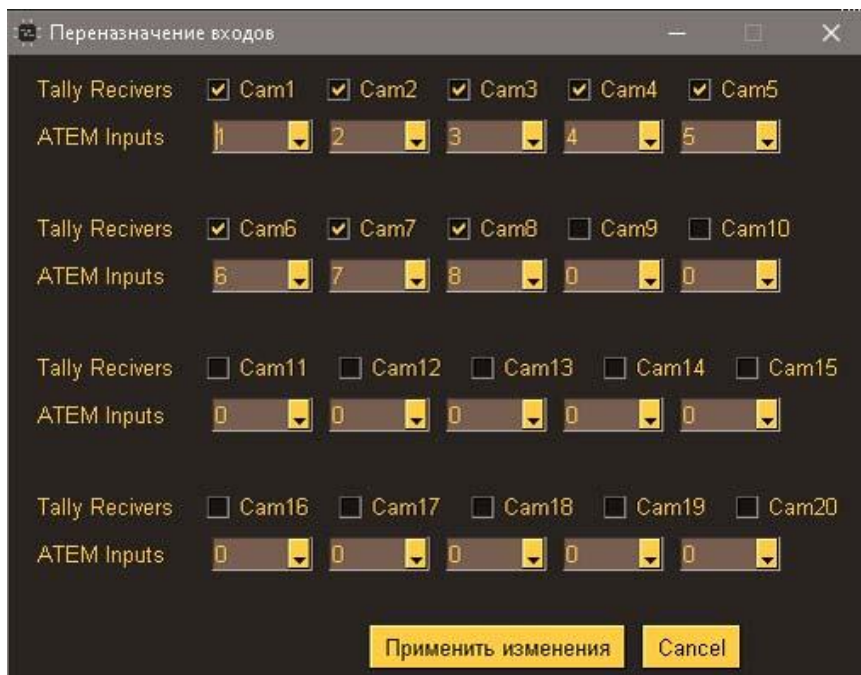 Переназначение входов
Tally Recivers Cam1 Cam2 Cam3 Cam4 Cam5
ATEM Inputs 1 2 3 4 5
Tally Recivers Cam6 Cam7 Cam8 Cam9 Cam10
ATEM Inputs 6 7 8 0 0
Tally Recivers Cam11 Cam12 Cam13 Cam14 Cam15
ATEM Inputs 0 0 0 0 0
Tally Recivers Cam16 Cam17 Cam18 Cam19 Cam20
ATEM Inputs 0 0 0 0 0
Применить изменения Cancel